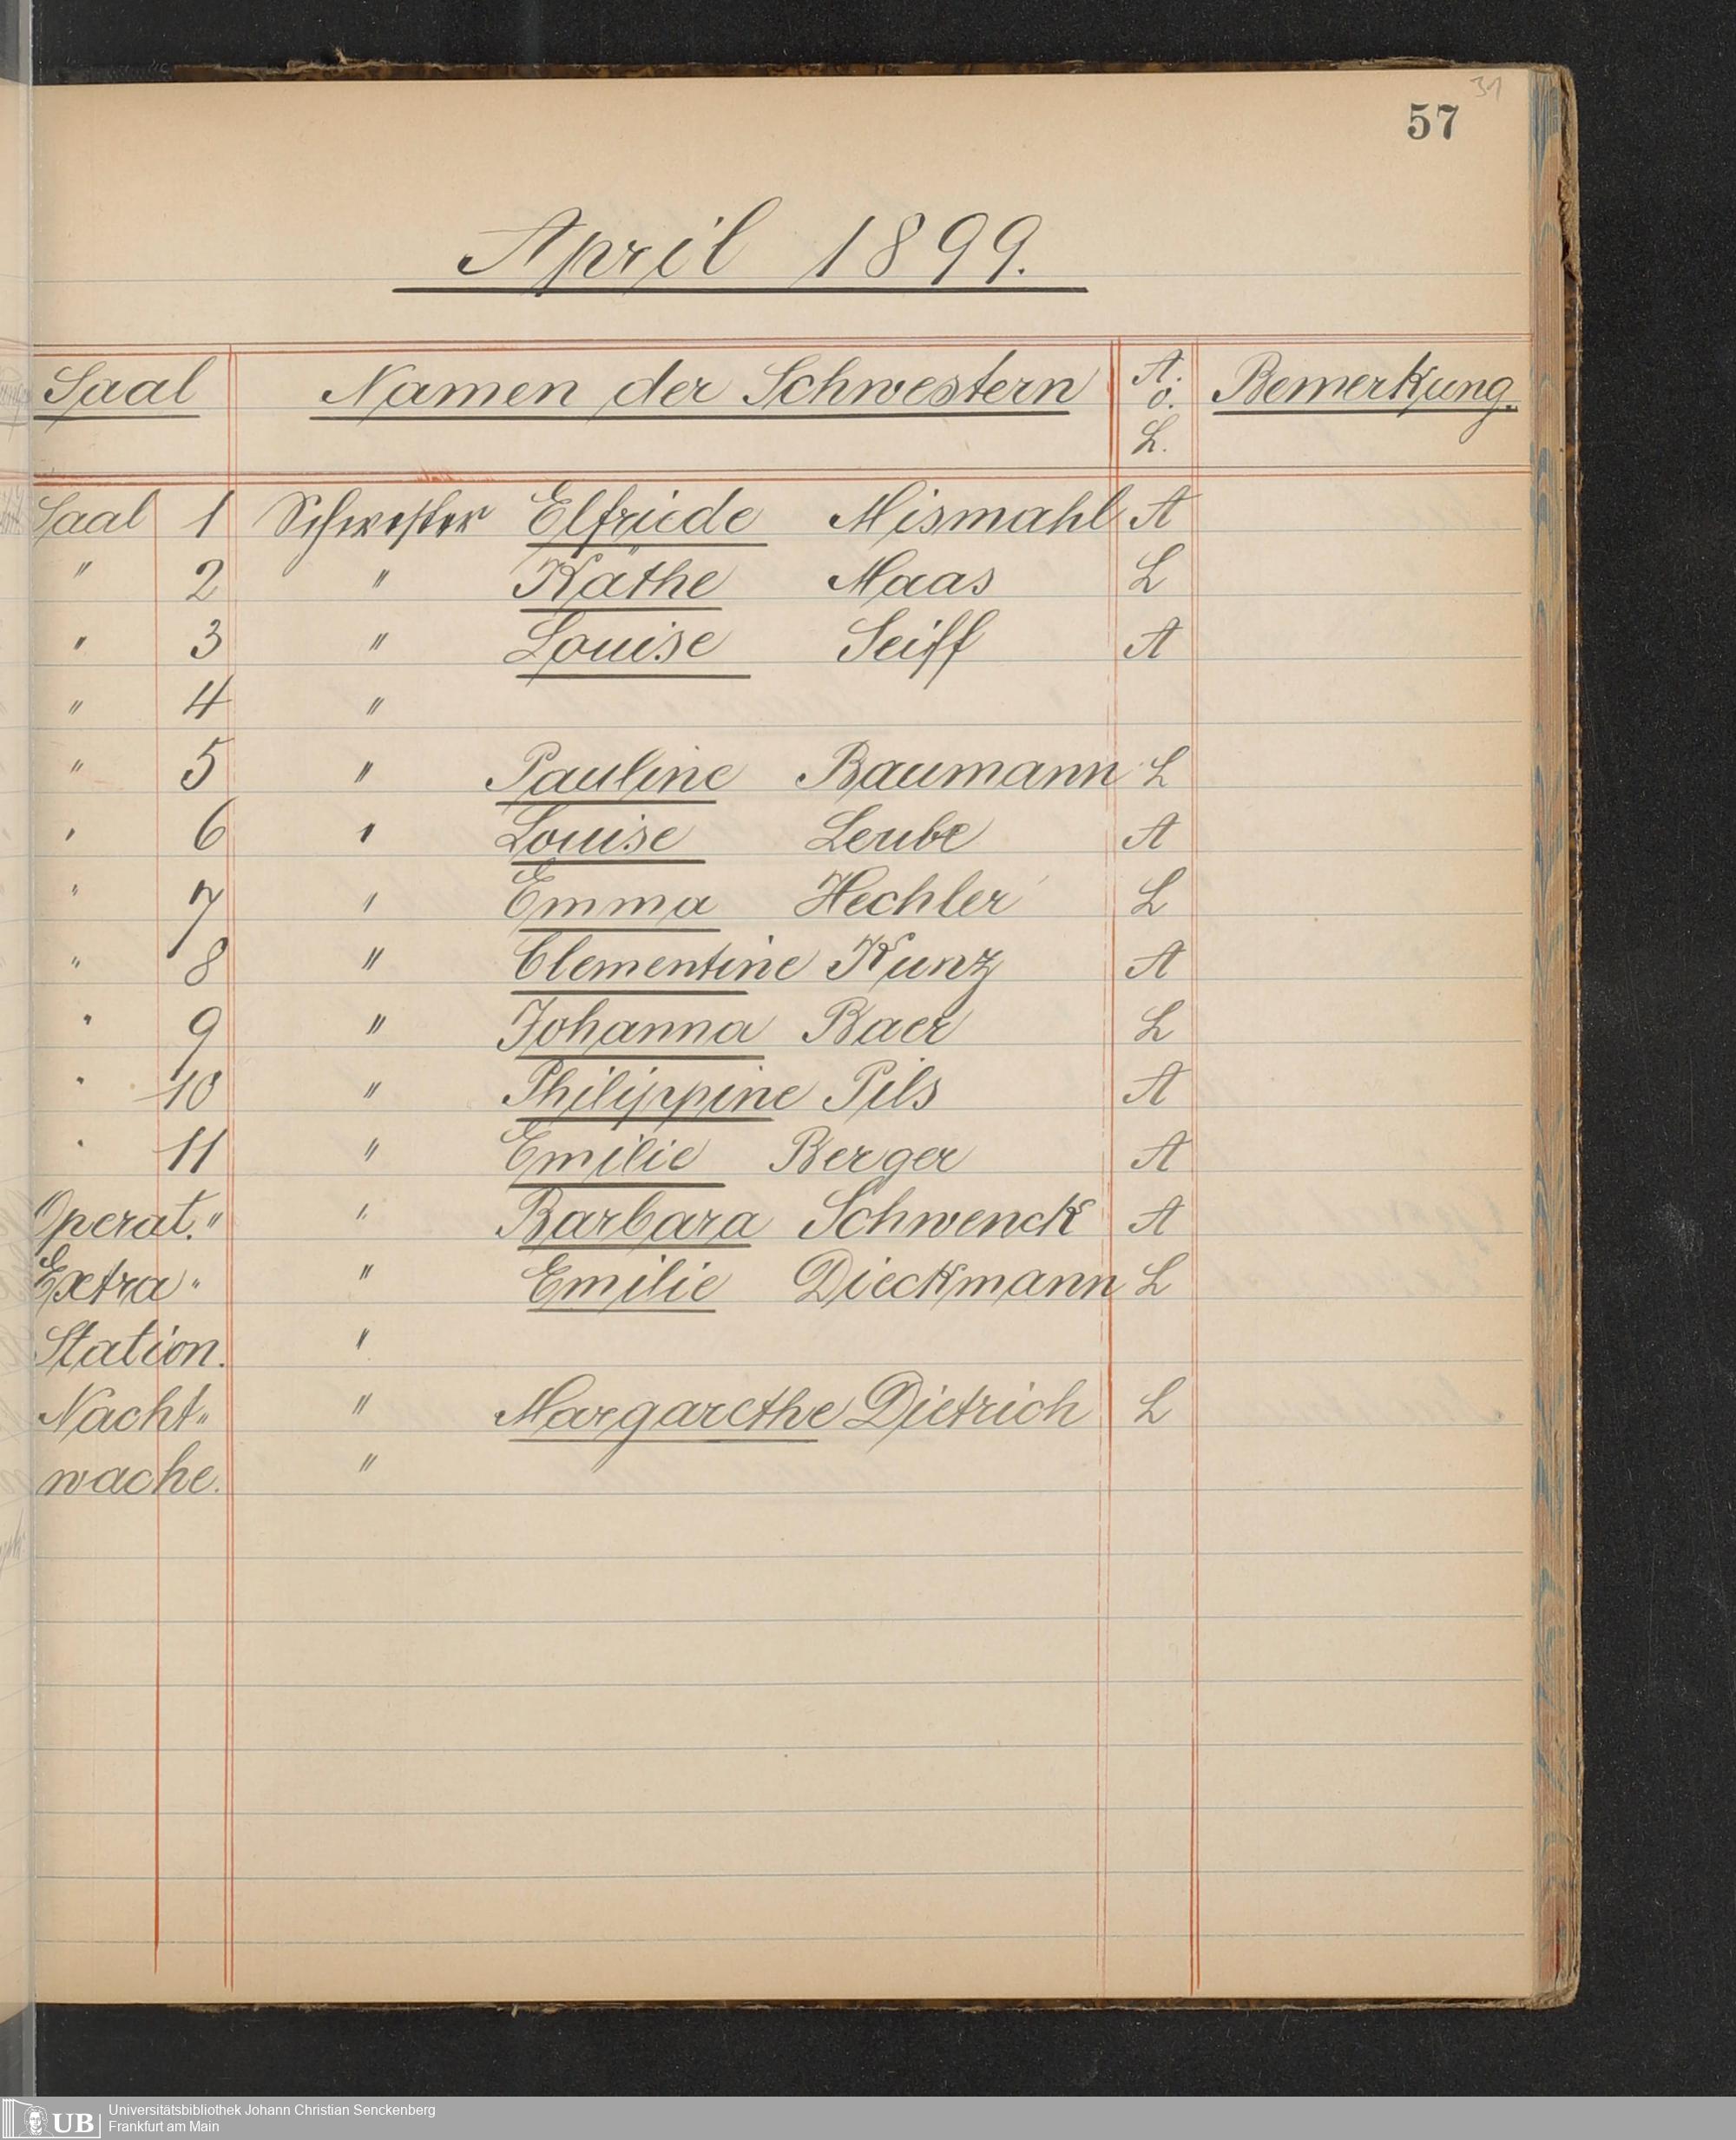 31
57
April 1899.
Saal Namen der Schwestern A. o. L. Bemerkung.
Saal 1 Schwester Elfriede Mismahl A
" 2 " Käthe Maas L
" 3 " Louise Seiff A
" 4 "
" 5 " Pauline Baumann L
" 6 " Louise Leube A
" 7 " Emma Hechler L
" 8 " Clementine Kunz A
" 9 " Johanna Baer L
" 10 " Philippine Pils A
" 11 " Emilie Berger A
Operat. " " Barbara Schwenck A
Extra " " Emilie Dieckmann L
Station. "
Nacht " " Margarethe Dietrich L
wache. "
UB Universitätsbibliothek Johann Christian Senckenberg
Frankfurt am Main